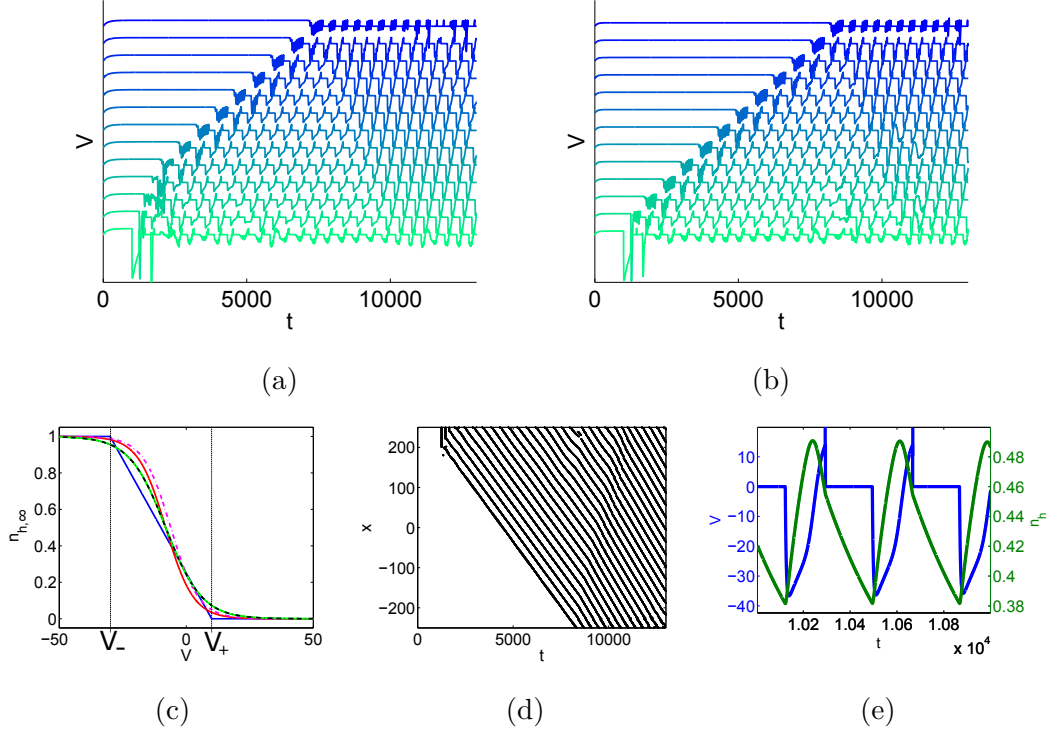 V
0 5000 10000
t
(a)
V
0 5000 10000
t
(b)
n_{h,∞}
1
0.8
0.6
0.4
0.2
0
−50 0 50
V_− V V_+
(c)
x
200
100
0
−100
−200
0 5000 10000
t
(d)
V
10
0
−10
−20
−30
−40
0.48
0.46
0.44
0.42
0.4
0.38
n_h
1.02 1.04 1.06 1.08
t
x 10^4
(e)